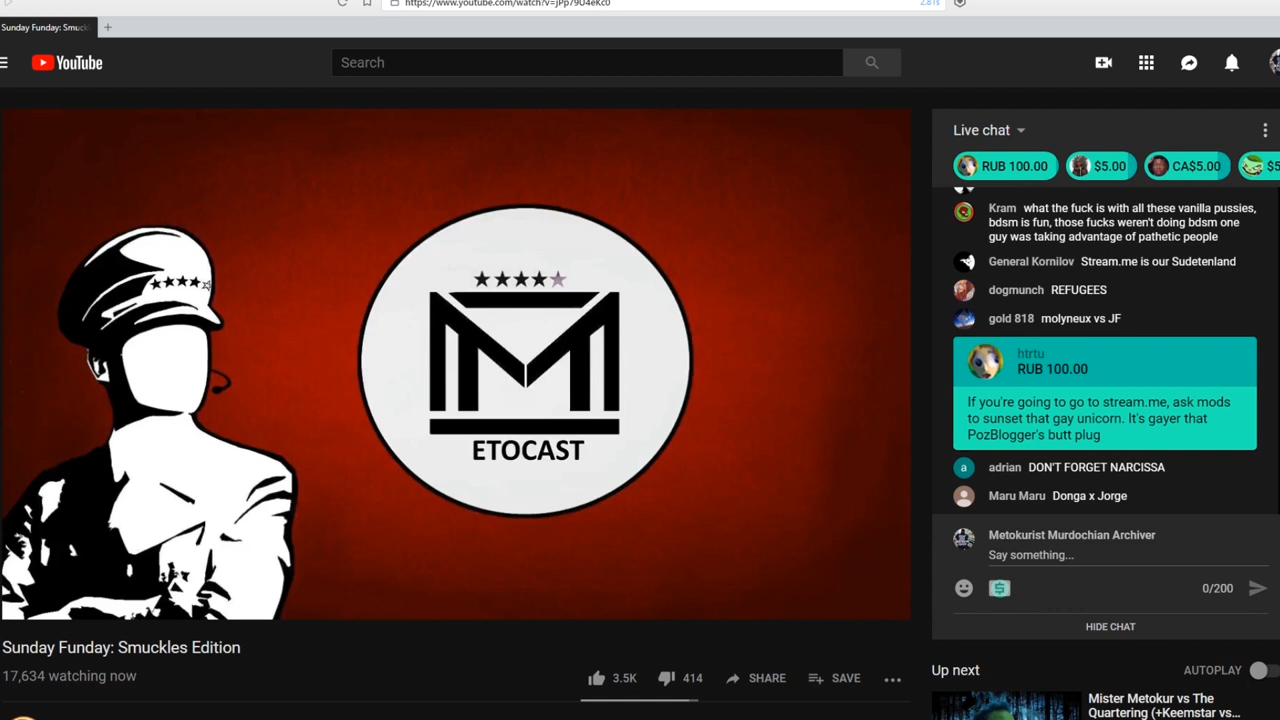 https://www.youtube.com/watch?v=jPp79U4eKc0
2.81s
Sunday Funday: Smuckl
YouTube
Search
Live chat
RUB 100.00
$5.00
CA$5.00
$5
Kram what the fuck is with all these vanilla pussies,
bdsm is fun, those fucks weren't doing bdsm one
guy was taking advantage of pathetic people
General Kornilov Stream.me is our Sudetenland
dogmunch REFUGEES
gold 818 molyneux vs JF
htrtu
RUB 100.00
If you're going to go to stream.me, ask mods
to sunset that gay unicorn. It's gayer that
PozBlogger's butt plug
a adrian DON'T FORGET NARCISSA
Maru Maru Donga x Jorge
Metokurist Murdochian Archiver
Say something...
0/200
HIDE CHAT
M
ETOCAST
Sunday Funday: Smuckles Edition
17,634 watching now
3.5K
414
SHARE
SAVE
Up next
AUTOPLAY
Mister Metokur vs The
Quartering (+Keemstar vs...